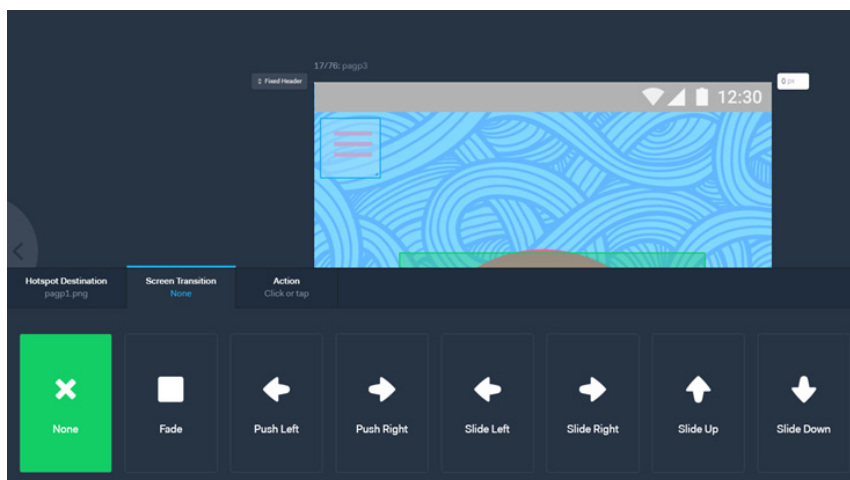 17/76: pagp3
Fixed Header
0 px
12:30
Hotspot Destination
pagp1.png
Screen Transition
None
Action
Click or tap
None
Fade
Push Left
Push Right
Slide Left
Slide Right
Slide Up
Slide Down